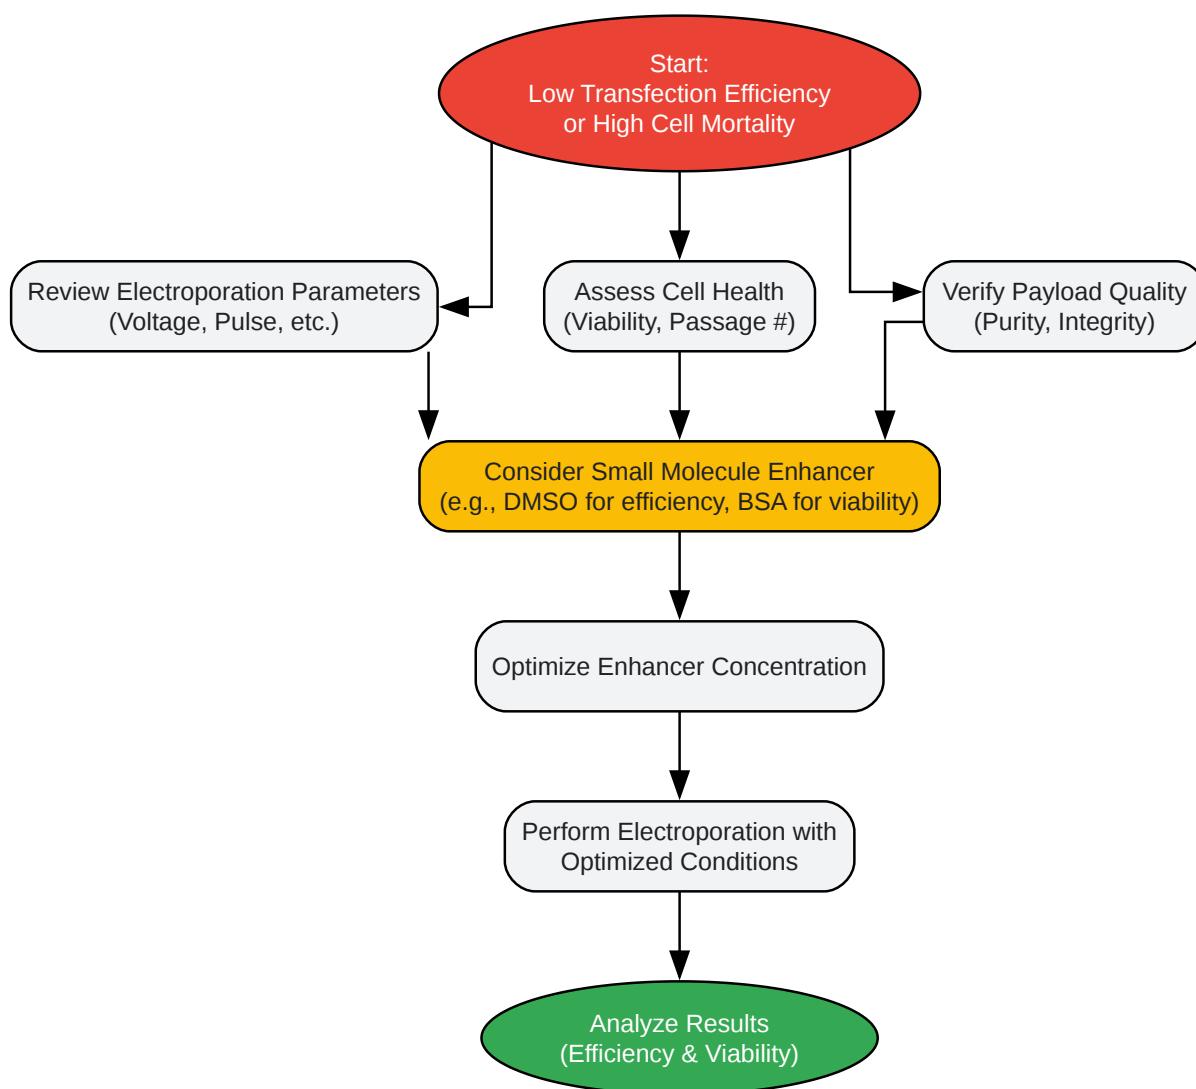 Start:
Low Transfection Efficiency
or High Cell Mortality
Review Electroporation Parameters
(Voltage, Pulse, etc.)
Assess Cell Health
(Viability, Passage #)
Verify Payload Quality
(Purity, Integrity)
Consider Small Molecule Enhancer
(e.g., DMSO for efficiency, BSA for viability)
Optimize Enhancer Concentration
Perform Electroporation with
Optimized Conditions
Analyze Results
(Efficiency & Viability)